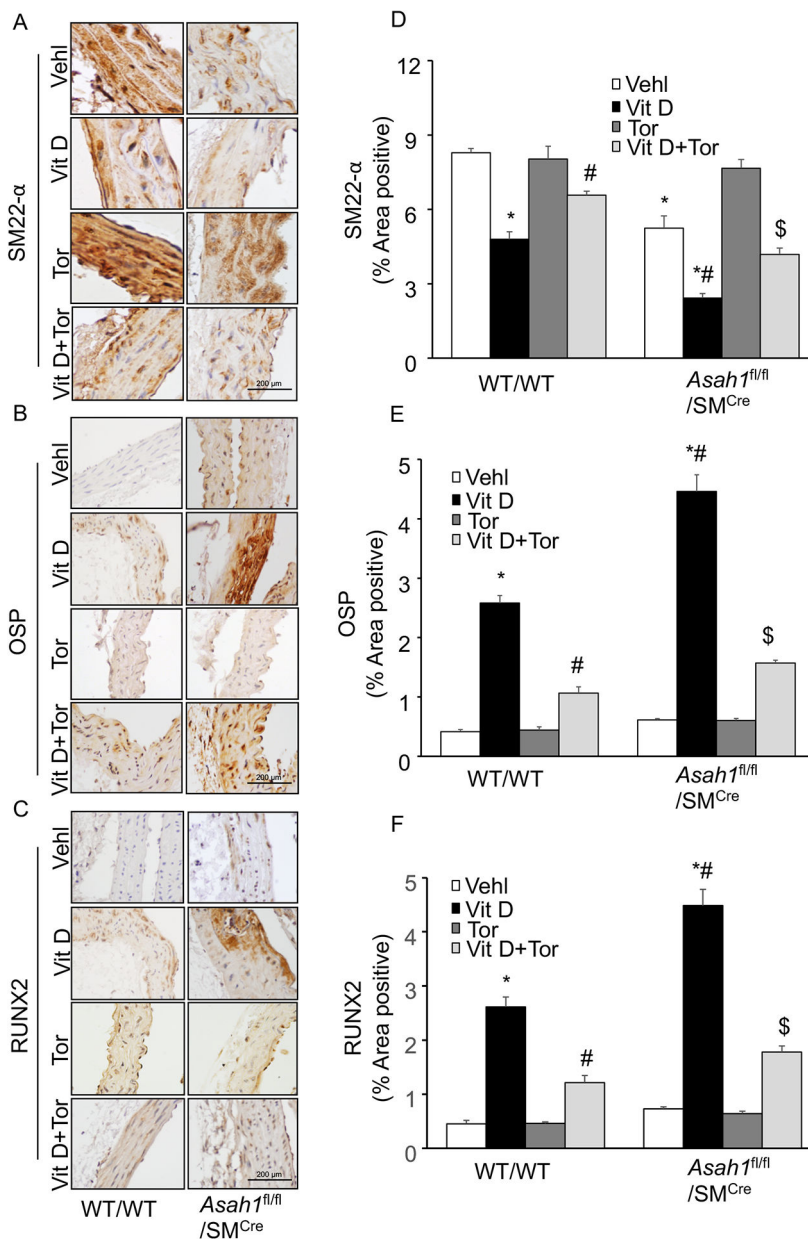 A
Vehl
Vit D
Tor
Vit D+Tor
SM22-α
200 µm
B
Vehl
Vit D
Tor
Vit D+Tor
OSP
200 µm
C
Vehl
Vit D
Tor
Vit D+Tor
RUNX2
200 µm
WT/WT
Asah1fl/fl
/SMCre
D
SM22-α
(% Area positive)
12
9
6
3
0
Vehl
Vit D
Tor
Vit D+Tor
*
#
*
*#
$
WT/WT
Asah1fl/fl
/SMCre
E
OSP
(% Area positive)
5
4
3
2
1
0
Vehl
Vit D
Tor
Vit D+Tor
*
#
*#
$
WT/WT
Asah1fl/fl
/SMCre
F
RUNX2
(% Area positive)
5
4
3
2
1
0
Vehl
Vit D
Tor
Vit D+Tor
*
#
*#
$
WT/WT
Asah1fl/fl
/SMCre